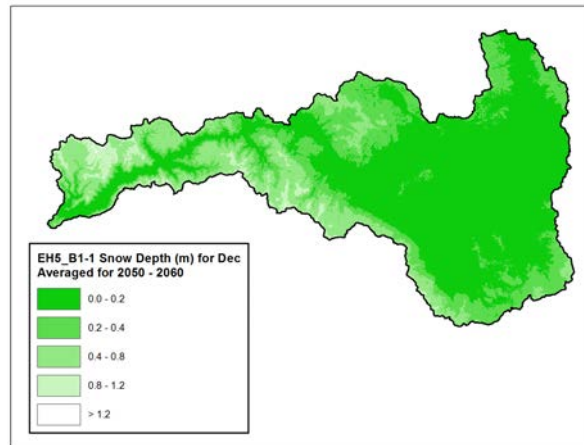 EH5_B1-1 Snow Depth (m) for Dec
Averaged for 2050 - 2060
0.0 - 0.2
0.2 - 0.4
0.4 - 0.8
0.8 - 1.2
> 1.2